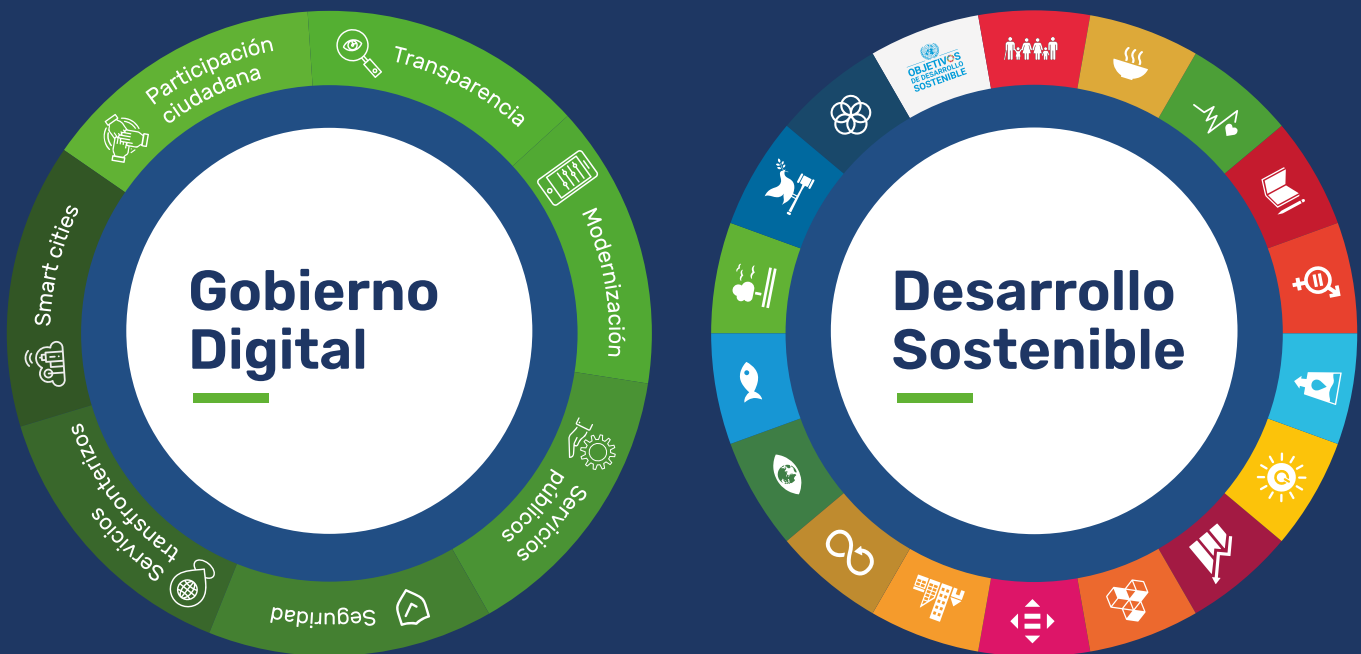 Participación
ciudadana
Transparencia
Modernización
Servicios
públicos
Seguridad
Servicios
transfronterizos
Smart cities
Gobierno
Digital
OBJETIVOS
DE DESARROLLO
SOSTENIBLE
Desarrollo
Sostenible